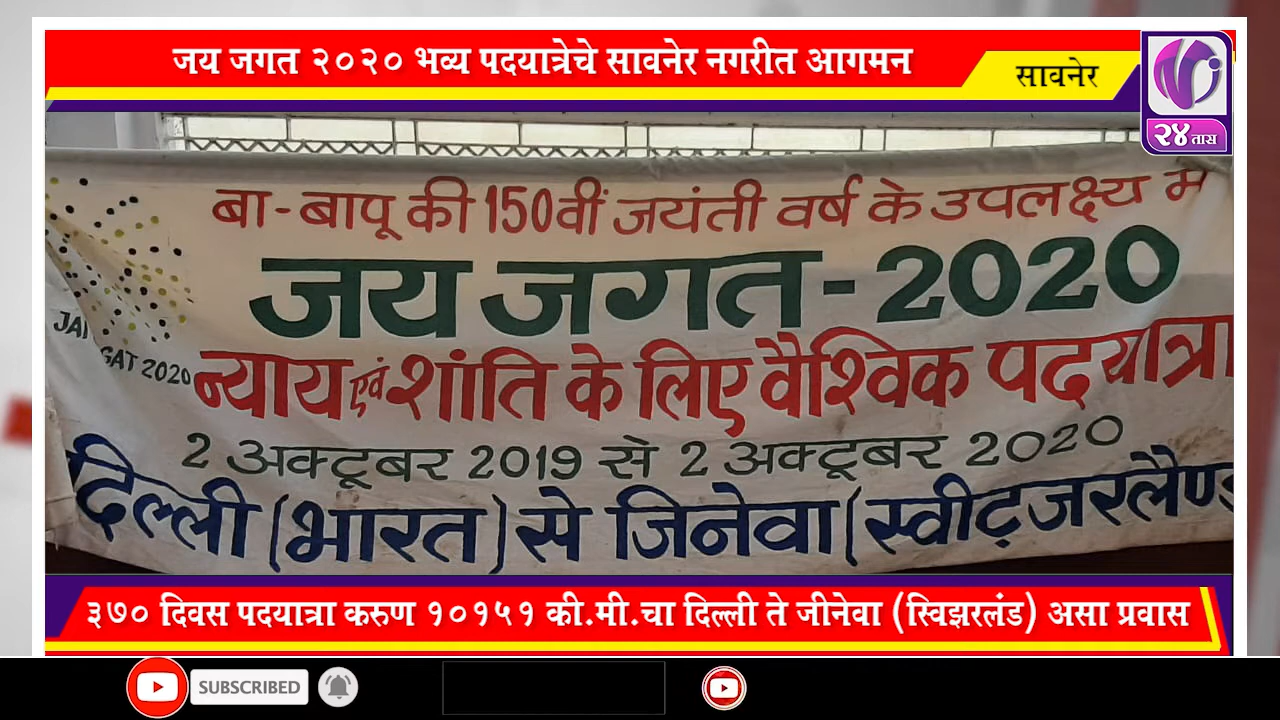 जय जगत २०२० भव्य पदयात्रेचे सावनेर नगरीत आगमन
सावनेर
२४ तास
बा-बापू की 150वीं जयंती वर्ष के उपलक्ष्य में
जय जगत - 2020
JAI JAGAT 2020
न्याय एवं शांति के लिए वैश्विक पदयात्रा
2 अक्टूबर 2019 से 2 अक्टूबर 2020
दिल्ली (भारत) से जिनेवा (स्वीट़जरलैण्ड
३७० दिवस पदयात्रा करुण १०१५१ की.मी.चा दिल्ली ते जीनेवा (स्विझरलंड) असा प्रवास
SUBSCRIBED